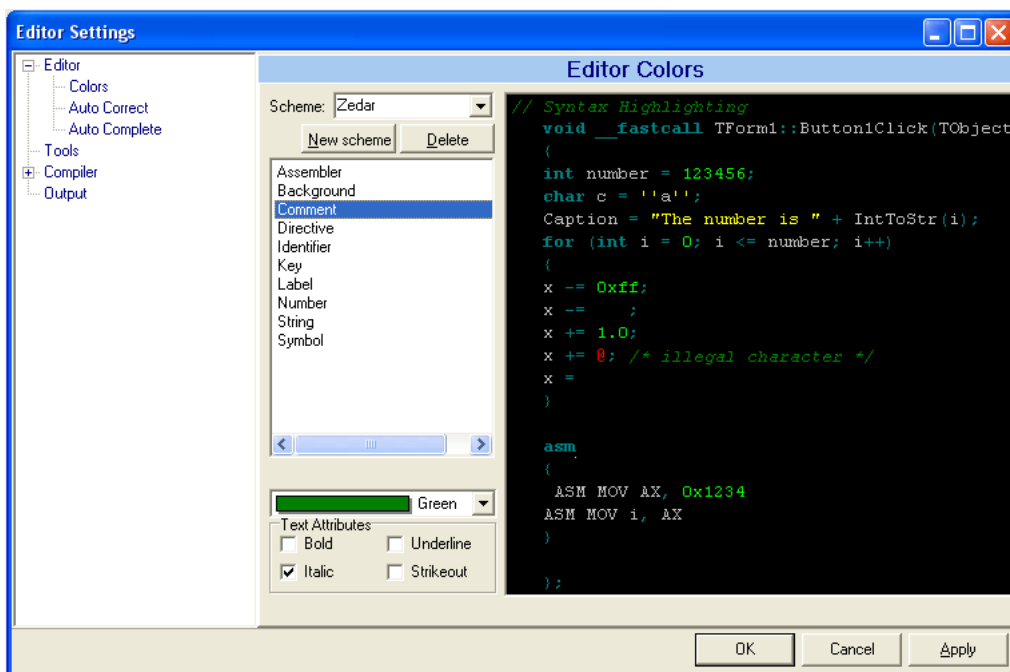 Editor Settings
Editor
Colors
Auto Correct
Auto Complete
Tools
Compiler
Output
Editor Colors
Scheme: Zedar
New scheme Delete
Assembler
Background
Comment
Directive
Identifier
Key
Label
Number
String
Symbol
Green
Text Attributes
Bold Underline
Italic Strikeout
// Syntax Highlighting
void __fastcall TForm1::Button1Click(TObject
{
int number = 123456;
char c = ''a'';
Caption = "The number is " + IntToStr(i);
for (int i = 0; i <= number; i++)
{
x -= 0xff;
x -= ;
x += 1.0;
x += @; /* illegal character */
x =
}
asm
{
ASM MOV AX, 0x1234
ASM MOV i, AX
}
};
OK Cancel Apply